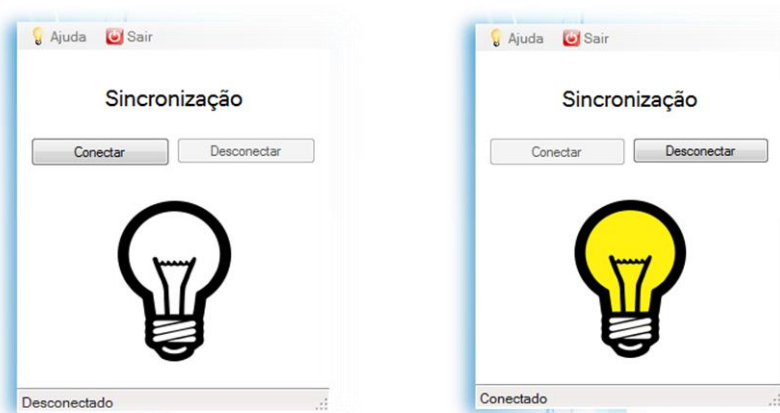 Ajuda Sair
Sincronização
Conectar Desconectar
Desconectado
Ajuda Sair
Sincronização
Conectar Desconectar
Conectado